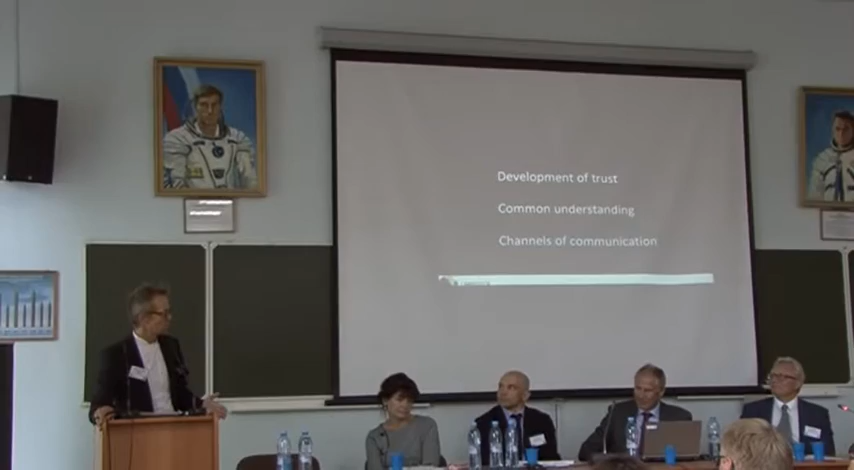 Development of trust
Common understanding
Channels of communication